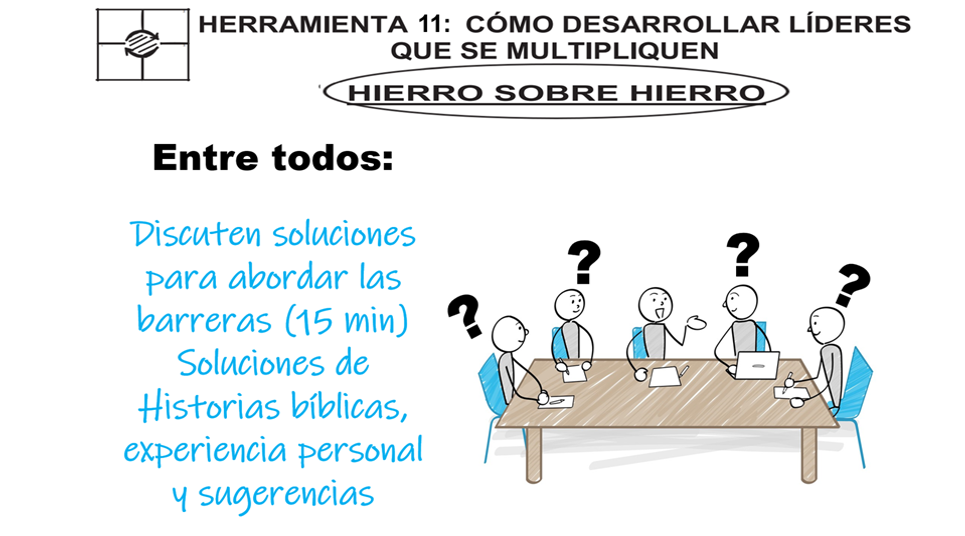 HERRAMIENTA 11: CÓMO DESARROLLAR LÍDERES
QUE SE MULTIPLIQUEN
HIERRO SOBRE HIERRO
Entre todos:
Discuten soluciones
para abordar las
barreras (15 min)
Soluciones de
Historias bíblicas,
experiencia personal
y sugerencias
? ? ? ?